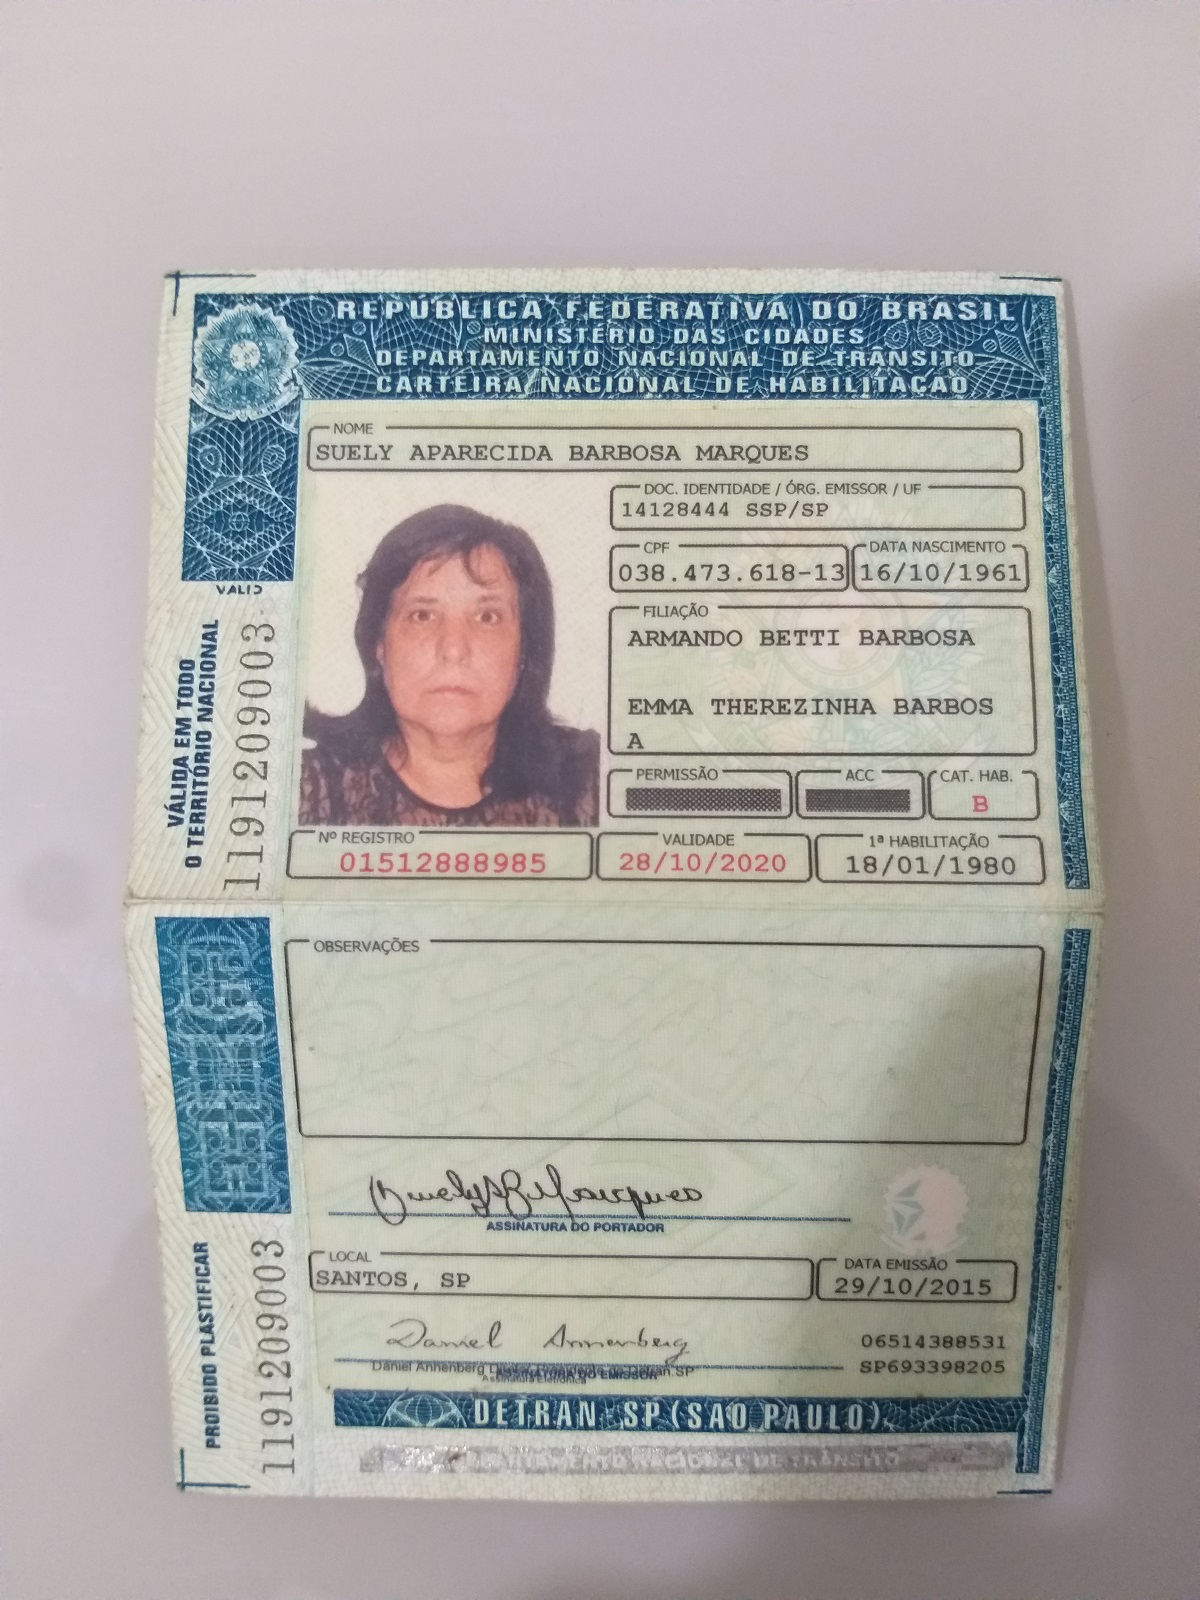 REPÚBLICA FEDERATIVA DO BRASIL
MINISTÉRIO DAS CIDADES
DEPARTAMENTO NACIONAL DE TRÂNSITO
CARTEIRA NACIONAL DE HABILITAÇÃO
NOME
SUELY APARECIDA BARBOSA MARQUES
DOC. IDENTIDADE / ÓRG. EMISSOR / UF
14128444 SSP/SP
CPF
038.473.618-13
DATA NASCIMENTO
16/10/1961
FILIAÇÃO
ARMANDO BETTI BARBOSA
EMMA THEREZINHA BARBOS
A
PERMISSÃO
ACC
CAT. HAB.
B
Nº REGISTRO
01512888985
VALIDADE
28/10/2020
1ª HABILITAÇÃO
18/01/1980
VÁLIDA EM TODO
O TERRITÓRIO NACIONAL
1191209003
OBSERVAÇÕES
Suely A B Marques
ASSINATURA DO PORTADOR
LOCAL
SANTOS, SP
DATA EMISSÃO
29/10/2015
Daniel Annenberg
06514388531
Daniel Annenberg Diretor Presidente do Detran.SP
ASSINATURA DO EMISSOR
Assinatura Eletrônica
SP693398205
DETRAN SP (SAO PAULO)
DEPARTAMENTO NACIONAL DE TRÂNSITO
PROIBIDO PLASTIFICAR
1191209003